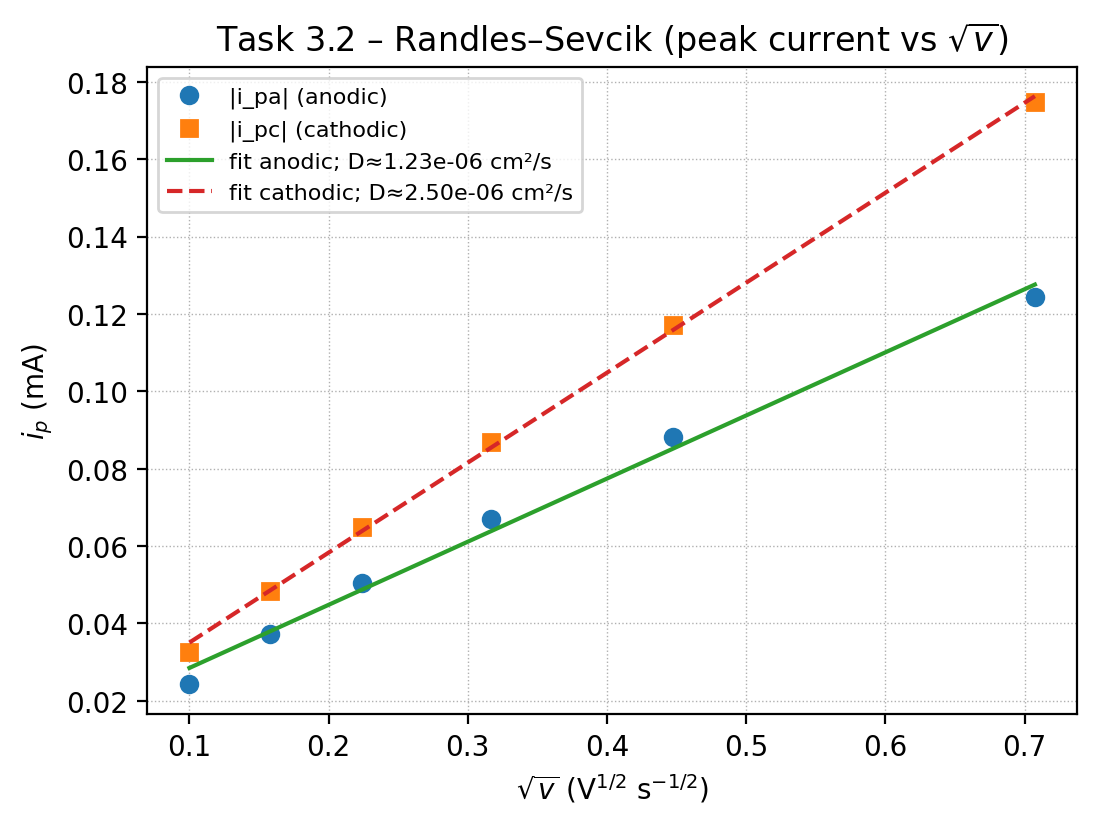 Task 3.2 – Randles–Sevcik (peak current vs √v)
|i_pa| (anodic)
|i_pc| (cathodic)
fit anodic; D≈1.23e-06 cm²/s
fit cathodic; D≈2.50e-06 cm²/s
0.18
0.16
0.14
0.12
0.10
0.08
0.06
0.04
0.02
i_p (mA)
0.1 0.2 0.3 0.4 0.5 0.6 0.7
√v (V^{1/2} s^{−1/2})